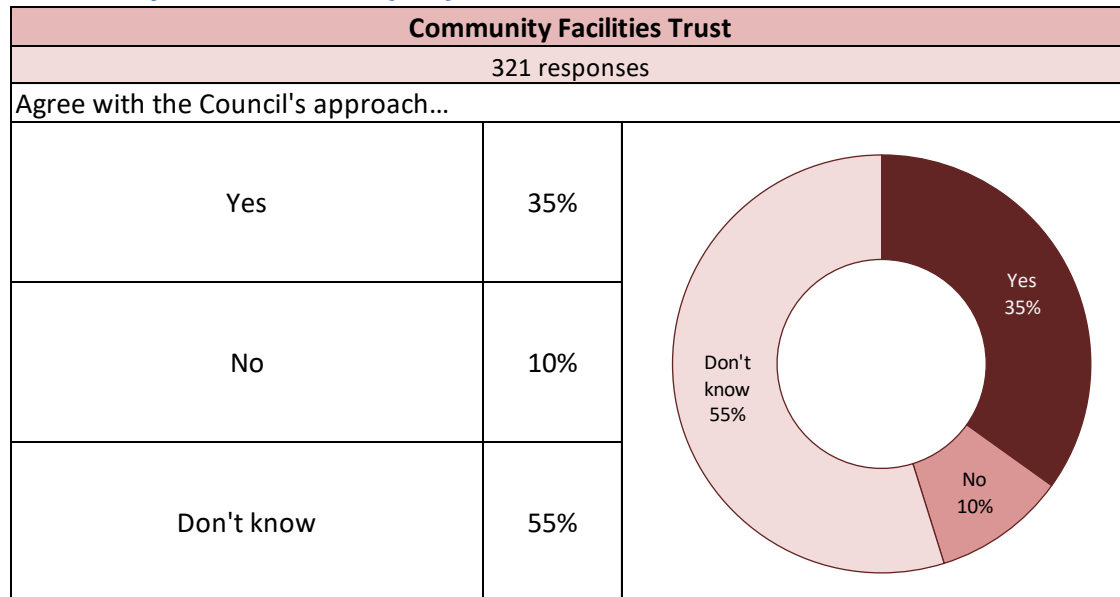 Community Facilities Trust
321 responses
Agree with the Council's approach...
Yes
35%
No
10%
Don't know
55%
Yes
35%
No
10%
Don't
know
55%